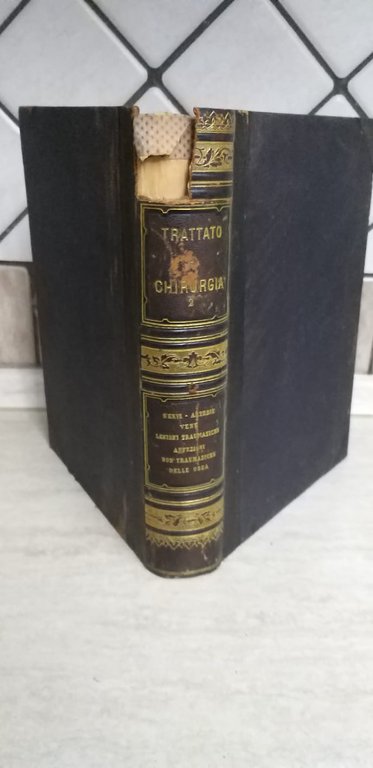 TRATTATO
CHIRURGIA
2
NERVI - ARTERIE
VENE
LESIONI TRAUMATICHE
AFFEZIONI
NON TRAUMATICHE
DELLE OSSA